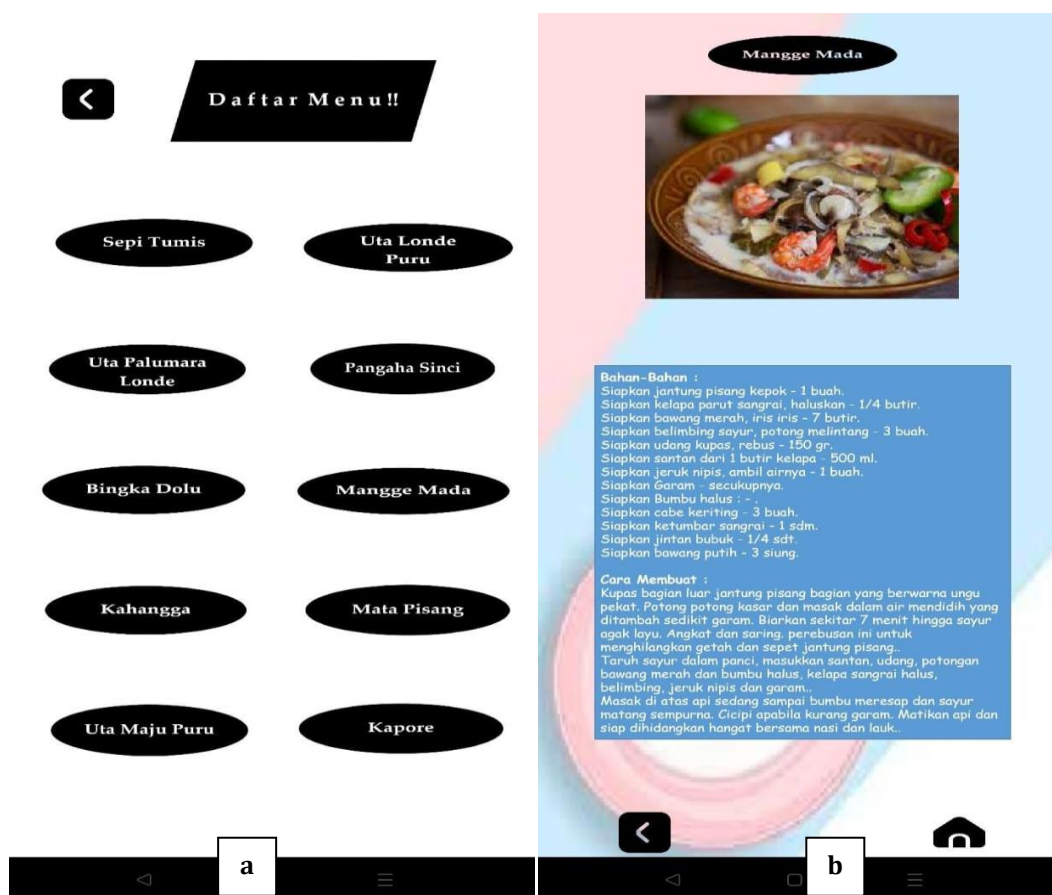 Daftar Menu!!
Sepi Tumis
Uta Londe
Puru
Uta Palumara
Londe
Pangaha Sinci
Bingka Dolu
Mangge Mada
Kahangga
Mata Pisang
Uta Maju Puru
Kapore
a
Mangge Mada
Bahan-Bahan :
Siapkan jantung pisang kepok - 1 buah.
Siapkan kelapa parut sangrai, haluskan - 1/4 butir.
Siapkan bawang merah, iris iris - 7 butir.
Siapkan belimbing sayur, potong melintang - 3 buah.
Siapkan udang kupas, rebus - 150 gr.
Siapkan santan dari 1 butir kelapa - 500 ml.
Siapkan jeruk nipis, ambil airnya - 1 buah.
Siapkan Garam - secukupnya.
Siapkan Bumbu halus : - .
Siapkan cabe keriting - 3 buah.
Siapkan ketumbar sangrai - 1 sdm.
Siapkan jintan bubuk - 1/4 sdt.
Siapkan bawang putih - 3 siung.
Cara Membuat :
Kupas bagian luar jantung pisang bagian yang berwarna ungu
pekat. Potong potong kasar dan masak dalam air mendidih yang
ditambah sedikit garam. Biarkan sekitar 7 menit hingga sayur
agak layu. Angkat dan saring. perebusan ini untuk
menghilangkan getah dan sepet jantung pisang..
Taruh sayur dalam panci, masukkan santan, udang, potongan
bawang merah dan bumbu halus, kelapa sangrai halus,
belimbing, jeruk nipis dan garam..
Masak di atas api sedang sampai bumbu meresap dan sayur
matang sempurna. Cicipi apabila kurang garam. Matikan api dan
siap dihidangkan hangat bersama nasi dan lauk..
b